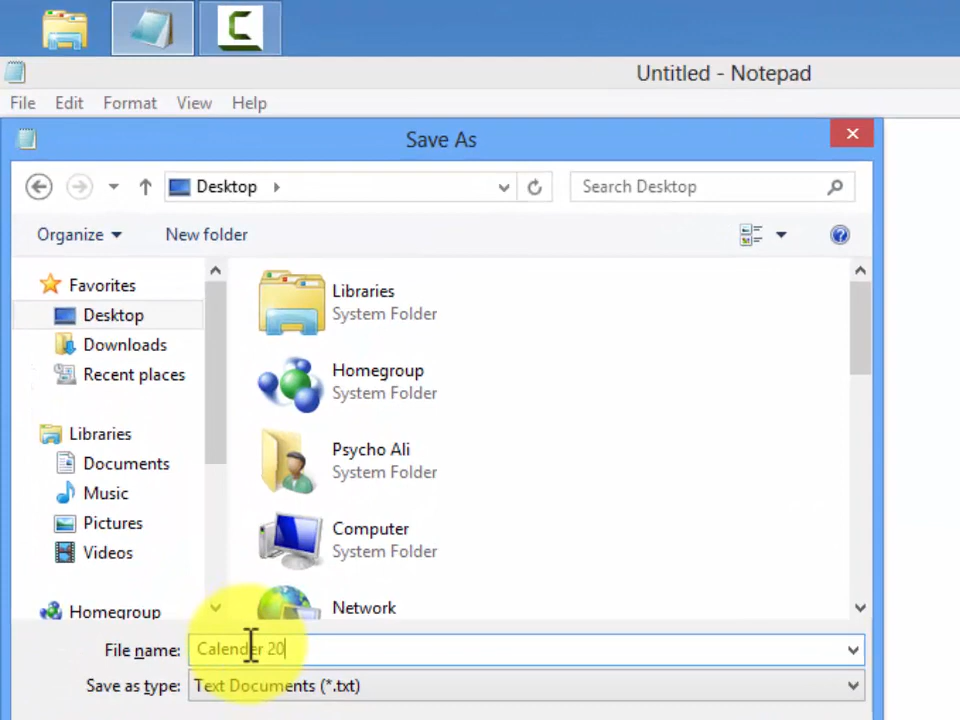 Untitled - Notepad
File Edit Format View Help
Save As
Desktop
Search Desktop
Organize New folder
Favorites
Desktop
Downloads
Recent places
Libraries
Documents
Music
Pictures
Videos
Homegroup
Libraries
System Folder
Homegroup
System Folder
Psycho Ali
System Folder
Computer
System Folder
Network
File name: Calender 20
Save as type: Text Documents (*.txt)